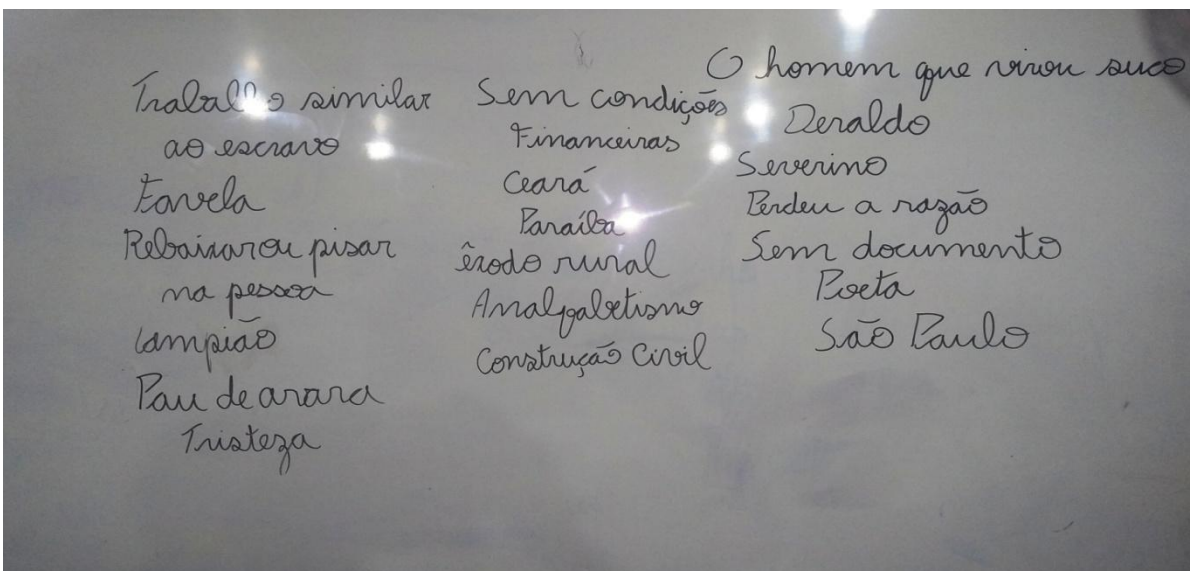 Trabalho similar
ao escravo
Favela
Rebaixar ou pisar
na pessoa
Lampião
Pau de arara
Tristeza
Sem condições
Financeiras
Ceará
Paraíba
êxodo rural
Analfabetismo
Construção Civil
O homem que virou suco
Deraldo
Severino
Perdeu a razão
Sem documento
Poeta
São Paulo